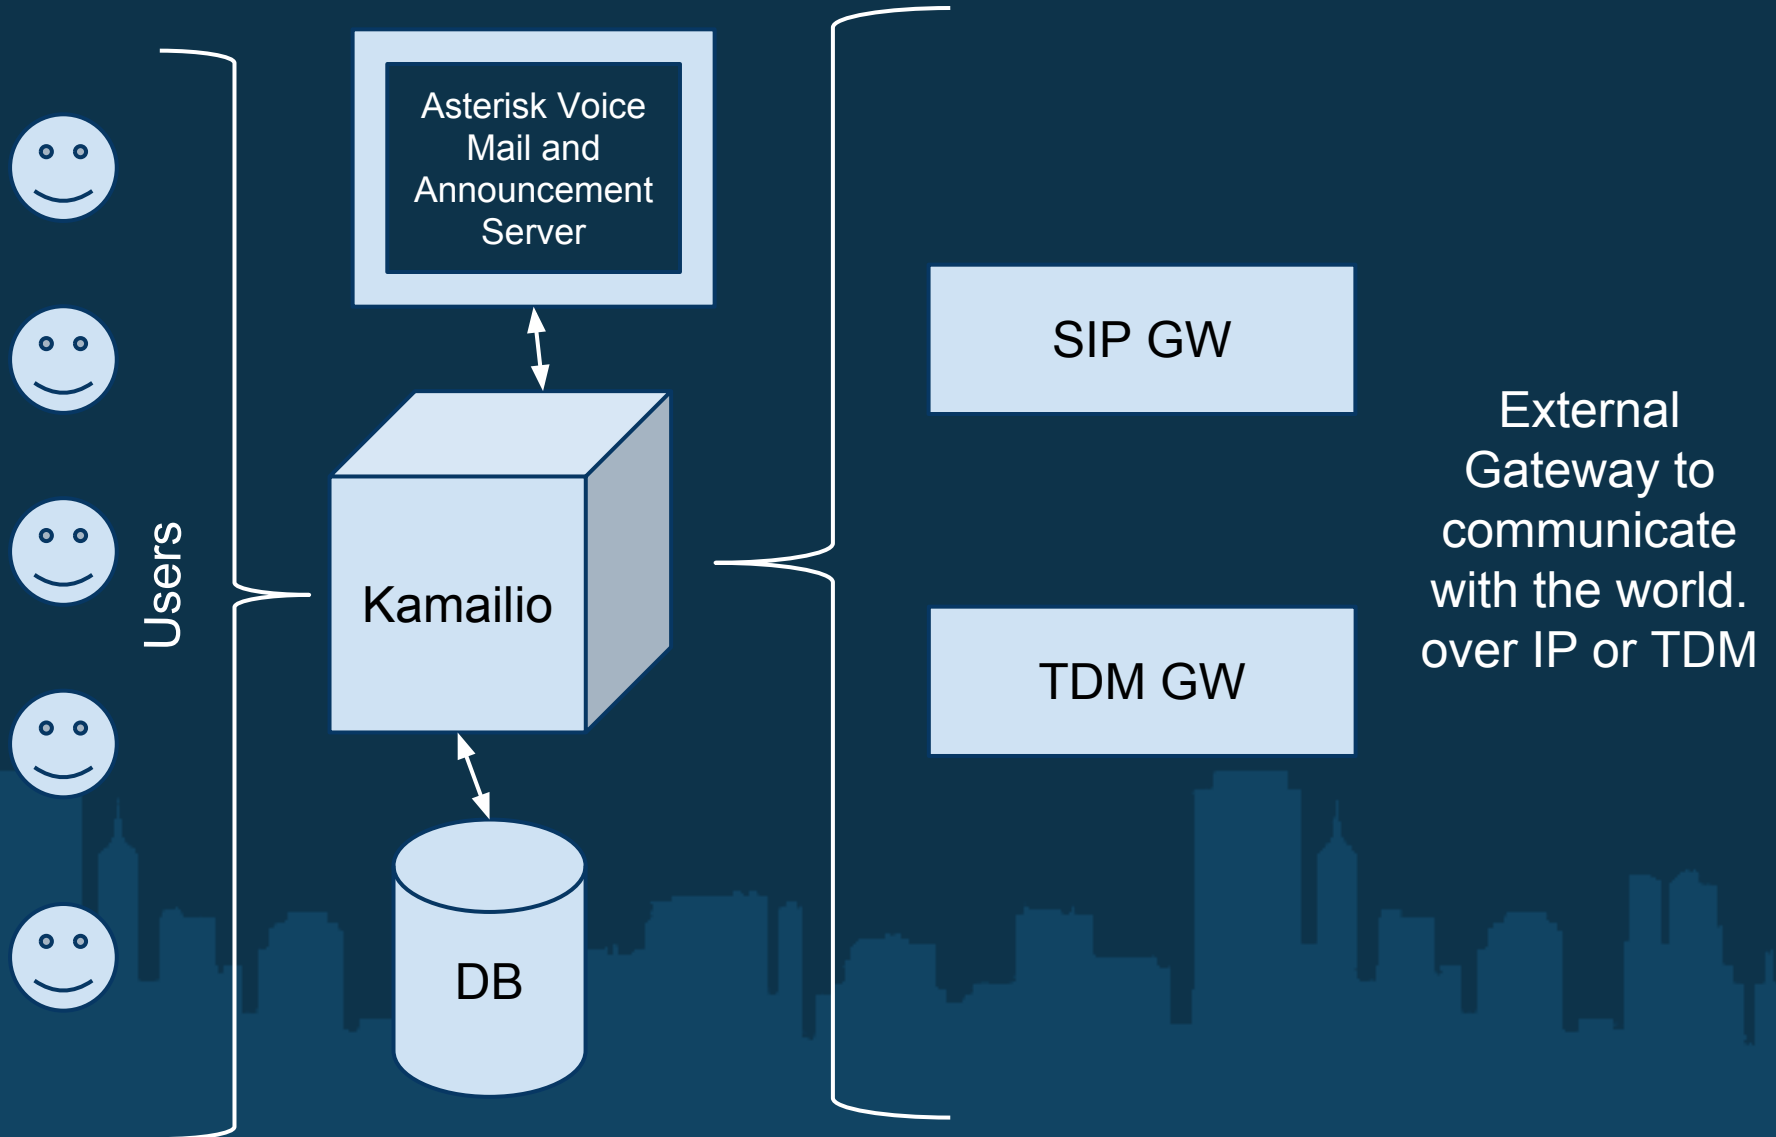 Users
Asterisk Voice
Mail and
Announcement
Server
Kamailio
DB
SIP GW
TDM GW
External
Gateway to
communicate
with the world.
over IP or TDM